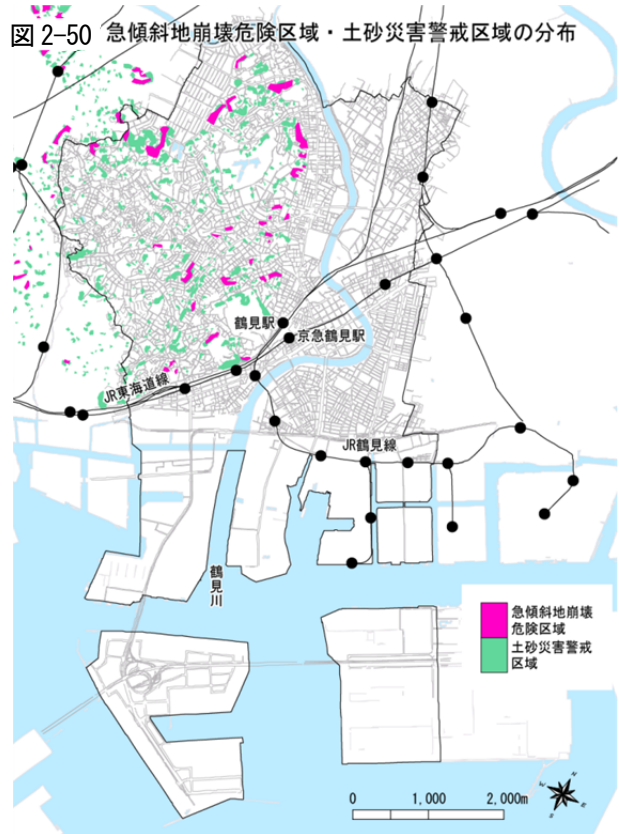 図 2-50 急傾斜地崩壊危険区域・土砂災害警戒区域の分布
鶴見駅
京急鶴見駅
JR東海道線
JR鶴見線
鶴見川
急傾斜地崩壊
危険区域
土砂災害警戒
区域
0 1,000 2,000m
N
E
S
W